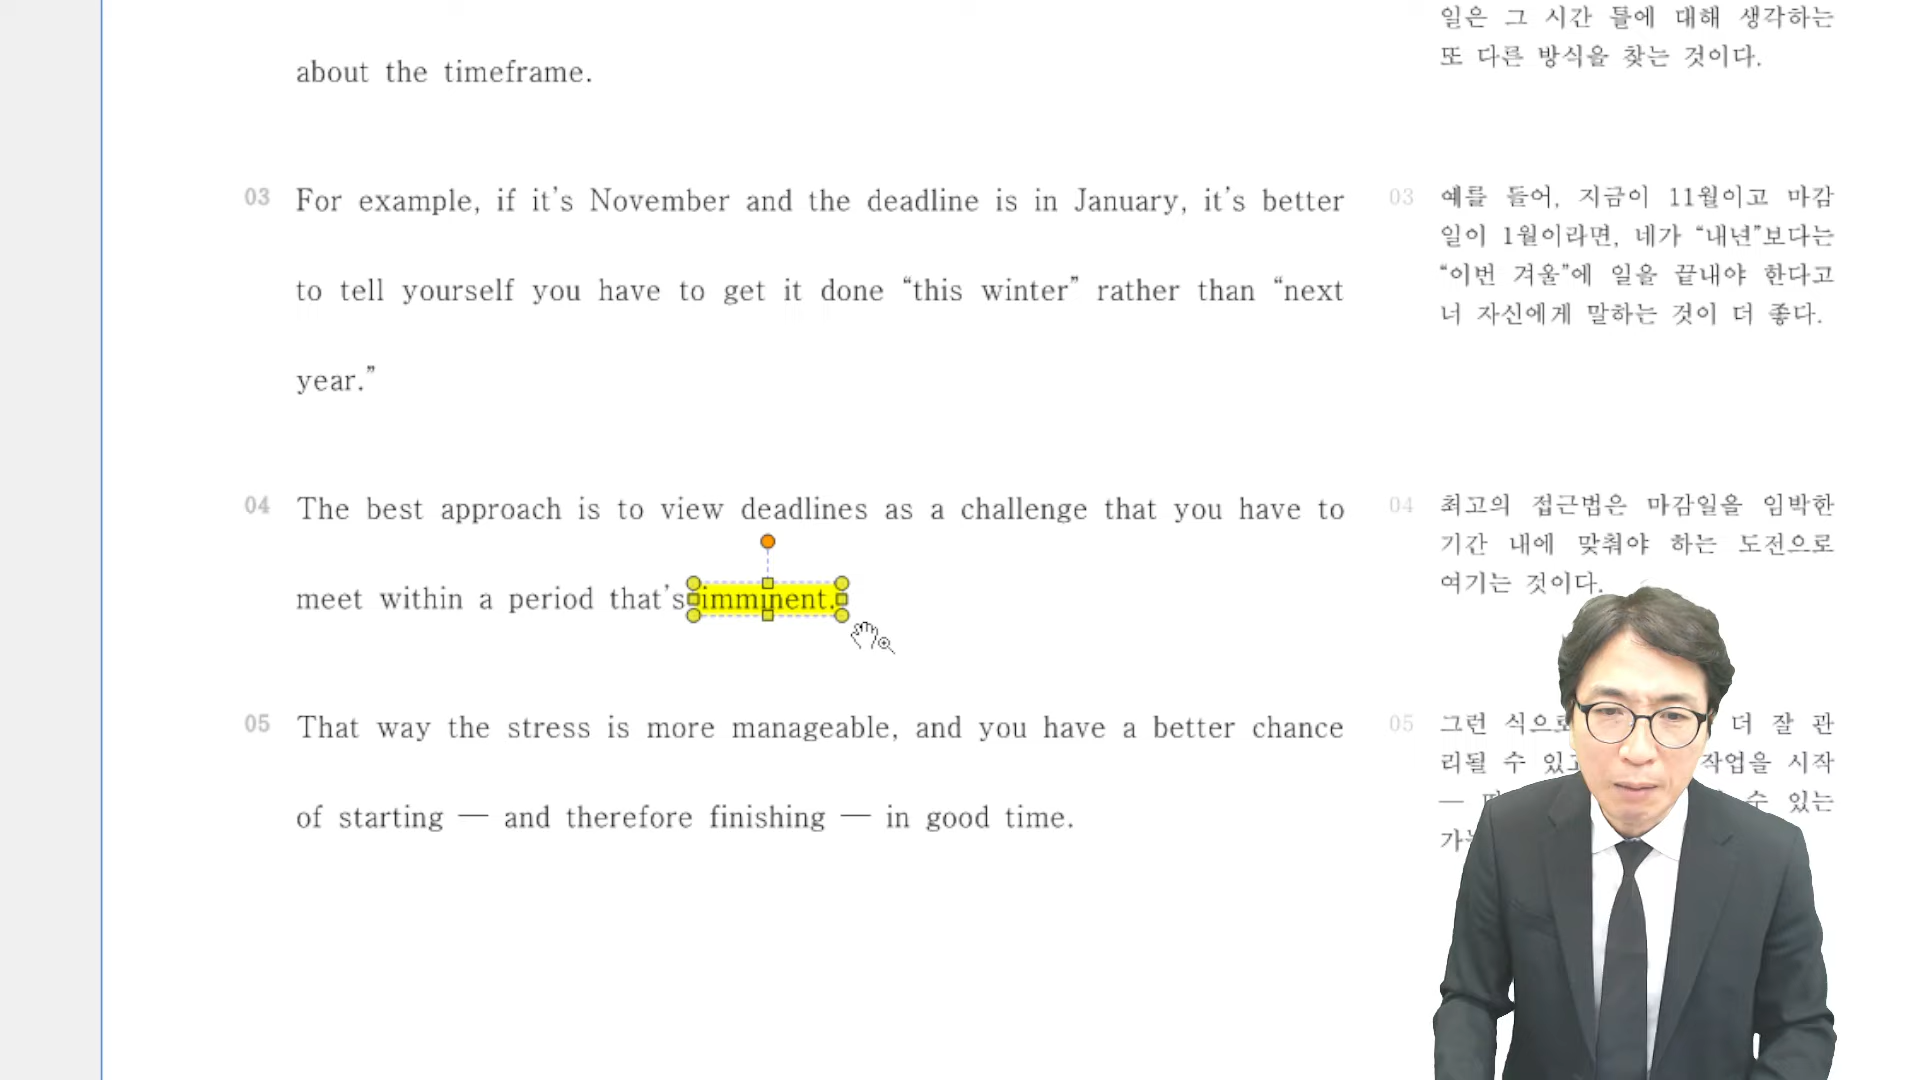 about the timeframe.
03 For example, if it's November and the deadline is in January, it's better
to tell yourself you have to get it done “this winter” rather than “next
year.”
04 The best approach is to view deadlines as a challenge that you have to
meet within a period that's imminent.
05 That way the stress is more manageable, and you have a better chance
of starting — and therefore finishing — in good time.
일은 그 시간 틀에 대해 생각하는
또 다른 방식을 찾는 것이다.
03 예를 들어, 지금이 11월이고 마감
일이 1월이라면, 네가 “내년”보다는
“이번 겨울”에 일을 끝내야 한다고
너 자신에게 말하는 것이 더 좋다.
04 최고의 접근법은 마감일을 임박한
기간 내에 맞춰야 하는 도전으로
여기는 것이다.
05 그런 더 잘 관
리될 수 작업을 시작
— 수 있는